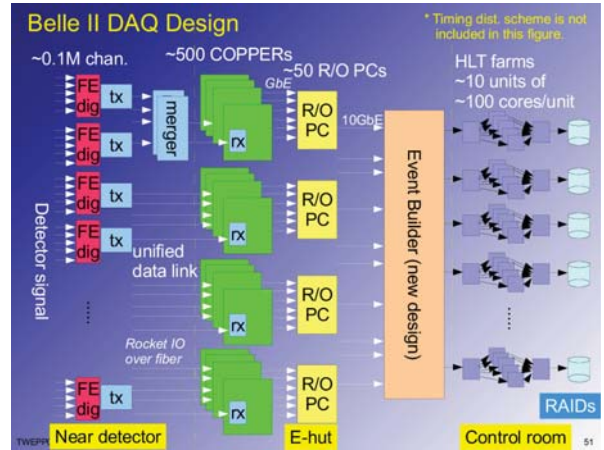 Belle II DAQ Design
* Timing dist. scheme is not
included in this figure.
~0.1M chan.
~500 COPPERs
~50 R/O PCs
HLT farms
~10 units of
~100 cores/unit
GbE
10GbE
FE
dig
tx
merger
rx
R/O
PC
FE
dig
tx
FE
dig
tx
rx
R/O
PC
FE
dig
tx
Detector signal
unified
data link
Event Builder (new design)
rx
R/O
PC
Rocket IO
over fiber
FE
dig
tx
rx
R/O
PC
RAIDs
Near detector
E-hut
Control room
51